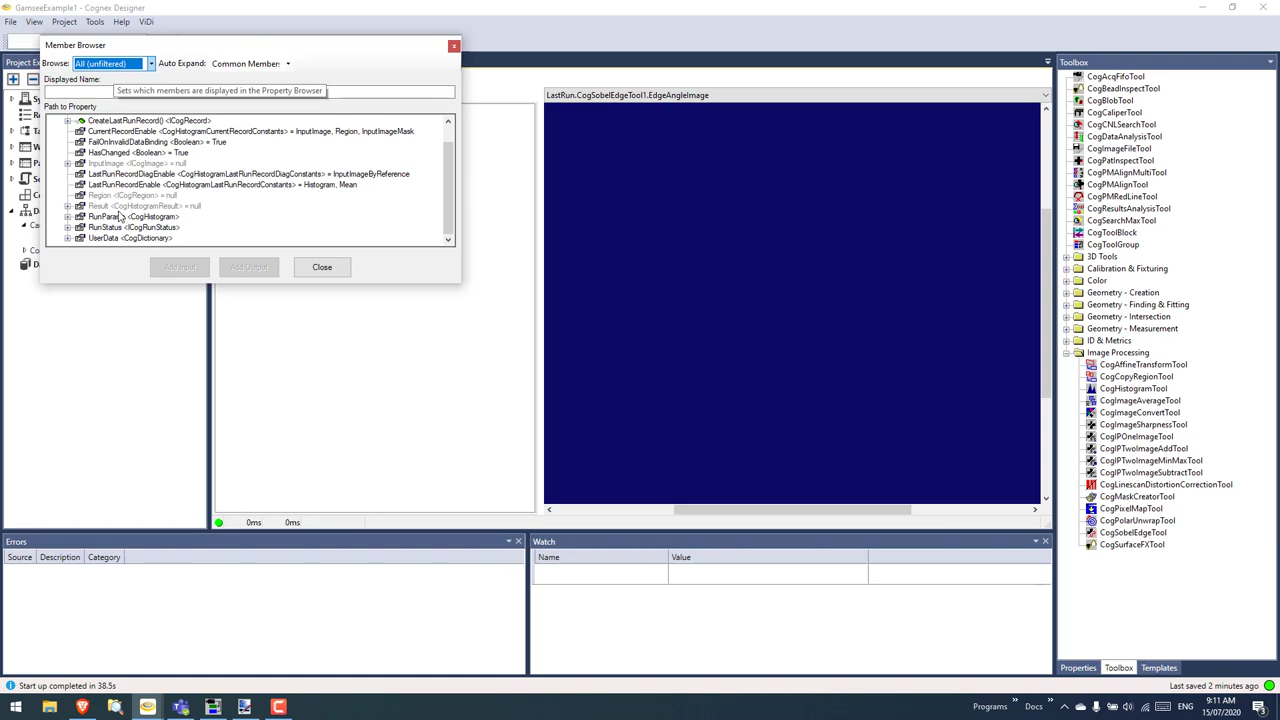 GamseeExample1 - Cognex Designer
File View Project Tools Help ViDi
Member Browser
Browse: All (unfiltered) Auto Expand: Common Members
Displayed Name:
Sets which members are displayed in the Property Browser
Path to Property
CreateLastRunRecord() <ICogRecord>
CurrentRecordEnable <CogHistogramCurrentRecordConstants> = InputImage, Region, InputImageMask
FailOnInvalidDataBinding <Boolean> = True
HasChanged <Boolean> = True
InputImage <ICogImage> = null
LastRunRecordDiagEnable <CogHistogramLastRunRecordDiagConstants> = InputImageByReference
LastRunRecordEnable <CogHistogramLastRunRecordConstants> = Histogram, Mean
Region <ICogRegion> = null
Result <CogHistogramResult> = null
RunParams <CogHistogram>
RunStatus <ICogRunStatus>
UserData <CogDictionary>
Add Input Add Output Close
Project Ex
LastRun.CogSobelEdgeTool1.EdgeAngleImage
0ms 0ms
Toolbox
CogAcqFifoTool
CogBeadInspectTool
CogBlobTool
CogCaliperTool
CogCNLSearchTool
CogDataAnalysisTool
CogImageFileTool
CogPatInspectTool
CogPMAlignMultiTool
CogPMAlignTool
CogPMRedLineTool
CogResultsAnalysisTool
CogSearchMaxTool
CogToolBlock
CogToolGroup
3D Tools
Calibration & Fixturing
Color
Geometry - Creation
Geometry - Finding & Fitting
Geometry - Intersection
Geometry - Measurement
ID & Metrics
Image Processing
CogAffineTransformTool
CogCopyRegionTool
CogHistogramTool
CogImageAverageTool
CogImageConvertTool
CogImageSharpnessTool
CogIPOneImageTool
CogIPTwoImageAddTool
CogIPTwoImageMinMaxTool
CogIPTwoImageSubtractTool
CogLinescanDistortionCorrectionTool
CogMaskCreatorTool
CogPixelMapTool
CogPolarUnwrapTool
CogSobelEdgeTool
CogSurfaceFXTool
Errors
Source Description Category
Watch
Name Value
Properties Toolbox Templates
Start up completed in 38.5s
Last saved 2 minutes ago
Programs » Docs » ENG
9:11 AM
15/07/2020